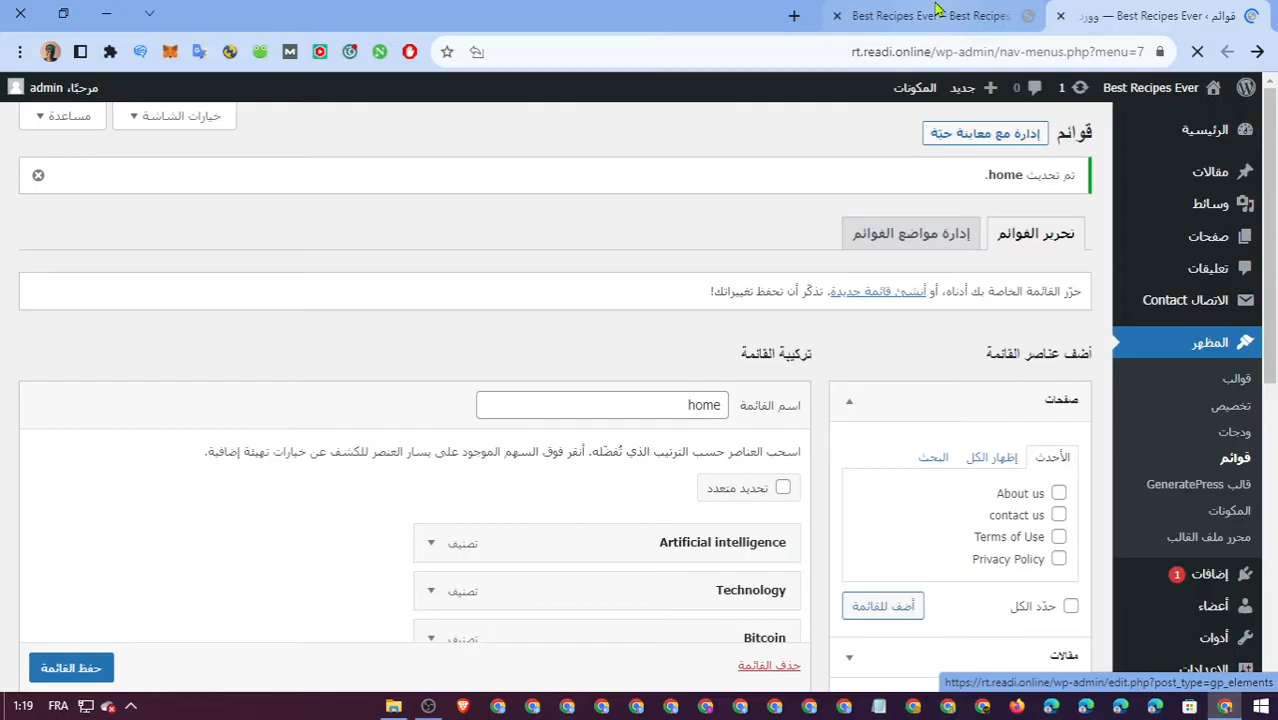 قوائم ‹ Best Recipes Ever — وورد
Best Recipes Ever – Best Recipes
rt.readi.online/wp-admin/nav-menus.php?menu=7
Best Recipes Ever
1
0
جديد
المكونات
مرحبًا، admin
الرئيسية
مقالات
وسائط
صفحات
تعليقات
الاتصال Contact
المظهر
قوالب
تخصيص
ودجات
قوائم
قالب GeneratePress
المكونات
محرر ملف القالب
إضافات 1
أعضاء
أدوات
الإعدادات
خيارات الشاشة
مساعدة
قوائم
إدارة مع معاينة حيّة
تم تحديث home.
تحرير القوائم
إدارة مواضع القوائم
حرّر القائمة الخاصة بك أدناه، أو أنشئ قائمة جديدة. تذكّر أن تحفظ تغييراتك!
أضف عناصر القائمة
صفحات
الأحدث
إظهار الكل
البحث
About us
contact us
Terms of Use
Privacy Policy
حدّد الكل
أضف للقائمة
مقالات
تركيبة القائمة
اسم القائمة
home
اسحب العناصر حسب الترتيب الذي تُفضّله. أنقر فوق السهم الموجود على يسار العنصر للكشف عن خيارات تهيئة إضافية.
تحديد متعدد
Artificial intelligence
تصنيف
Technology
تصنيف
Bitcoin
تصنيف
حذف القائمة
حفظ القائمة
https://rt.readi.online/wp-admin/edit.php?post_type=gp_elements
1:19
FRA